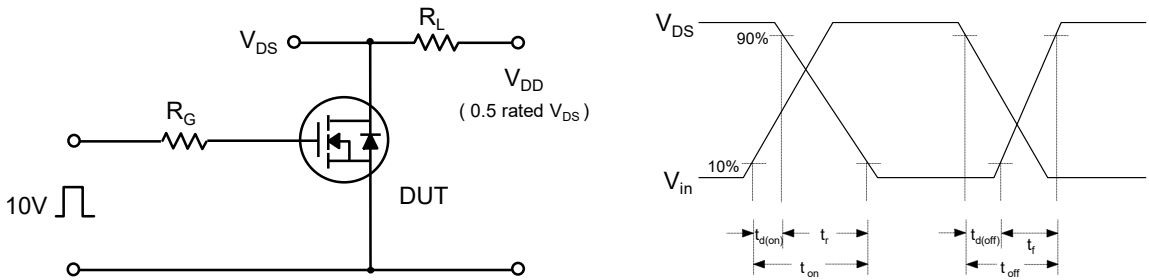 R_L
V_DS
V_DD
( 0.5 rated V_DS )
R_G
DUT
10V
V_DS
90%
10%
V_in
t_d(on)
t_r
t_on
t_d(off)
t_f
t_off